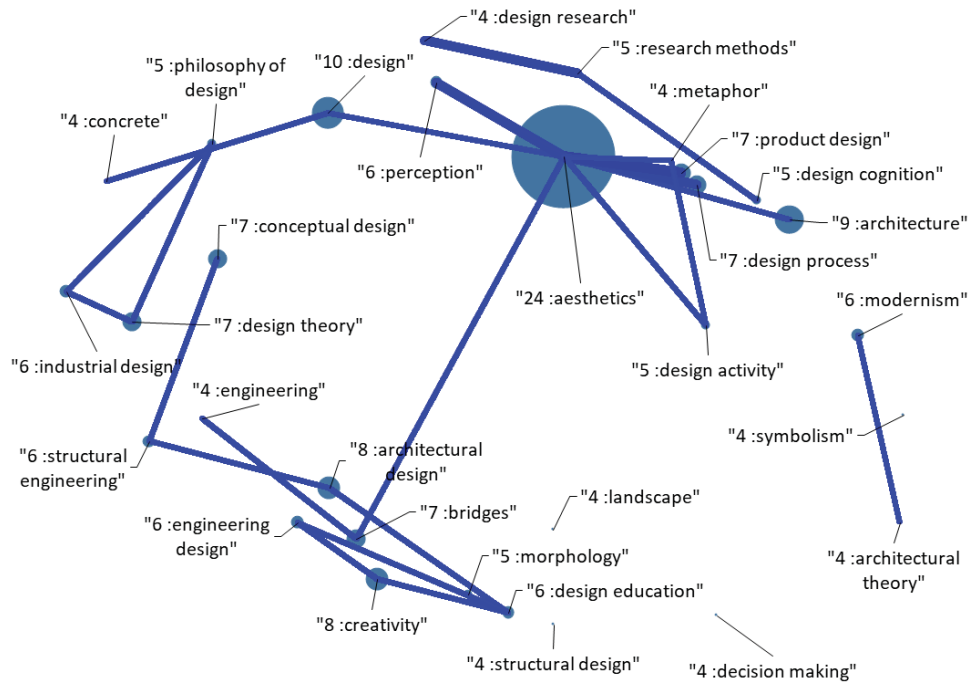 "4 :design research"
"5 :research methods"
"10 :design"
"5 :philosophy of
design"
"4 :metaphor"
"4 :concrete"
"7 :product design"
"6 :perception"
"5 :design cognition"
"9 :architecture"
"7 :conceptual design"
"7 :design process"
"24 :aesthetics"
"6 :modernism"
"7 :design theory"
"6 :industrial design"
"5 :design activity"
"4 :engineering"
"4 :symbolism"
"6 :structural
engineering"
"8 :architectural
design"
"4 :landscape"
"7 :bridges"
"6 :engineering
design"
"5 :morphology"
"4 :architectural
theory"
"6 :design education"
"8 :creativity"
"4 :structural design"
"4 :decision making"